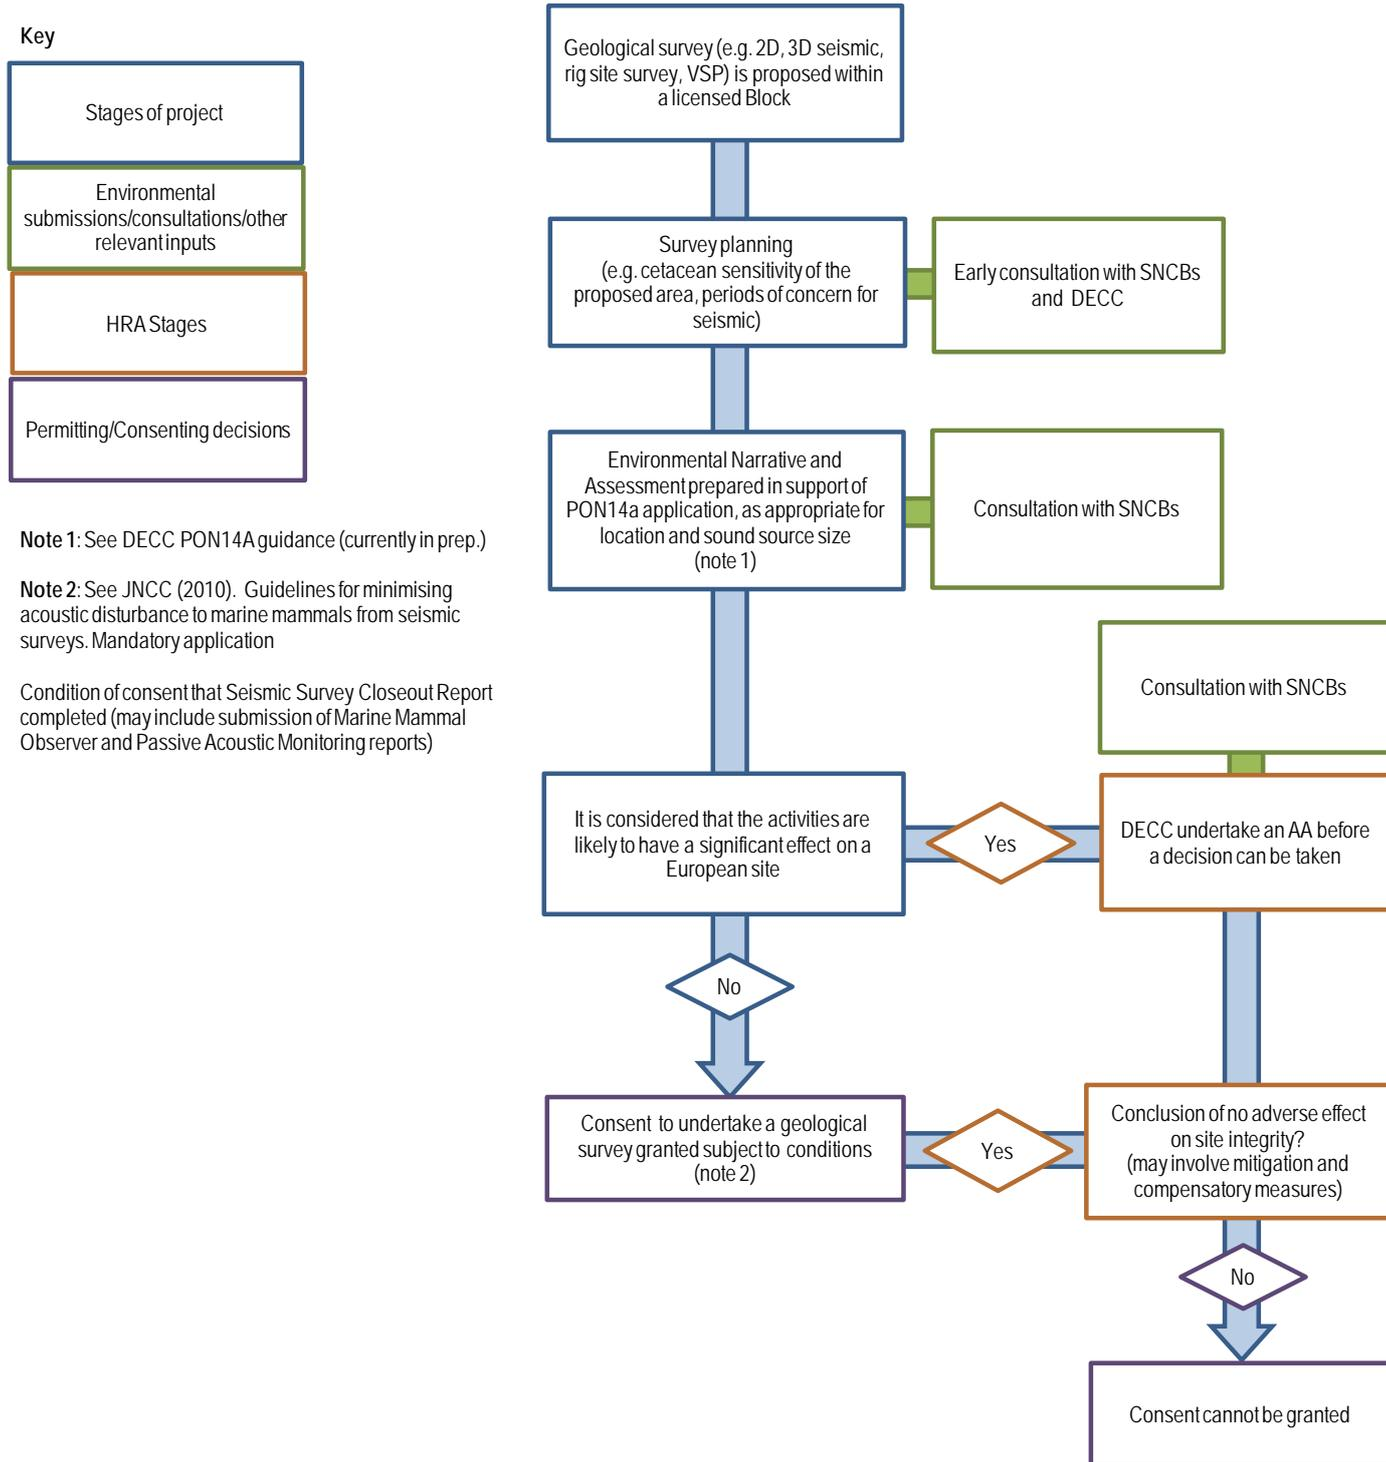 Key
Stages of project
Environmental
submissions/consultations/other
relevant inputs
HRA Stages
Permitting/Consenting decisions
Note 1: See DECC PON14A guidance (currently in prep.)
Note 2: See JNCC (2010). Guidelines for minimising
acoustic disturbance to marine mammals from seismic
surveys. Mandatory application
Condition of consent that Seismic Survey Closeout Report
completed (may include submission of Marine Mammal
Observer and Passive Acoustic Monitoring reports)
Geological survey (e.g. 2D, 3D seismic,
rig site survey, VSP) is proposed within
a licensed Block
Survey planning
(e.g. cetacean sensitivity of the
proposed area, periods of concern for
seismic)
Early consultation with SNCBs
and DECC
Environmental Narrative and
Assessment prepared in support of
PON14a application, as appropriate for
location and sound source size
(note 1)
Consultation with SNCBs
Consultation with SNCBs
It is considered that the activities are
likely to have a significant effect on a
European site
Yes
DECC undertake an AA before
a decision can be taken
No
Consent to undertake a geological
survey granted subject to conditions
(note 2)
Yes
Conclusion of no adverse effect
on site integrity?
(may involve mitigation and
compensatory measures)
No
Consent cannot be granted